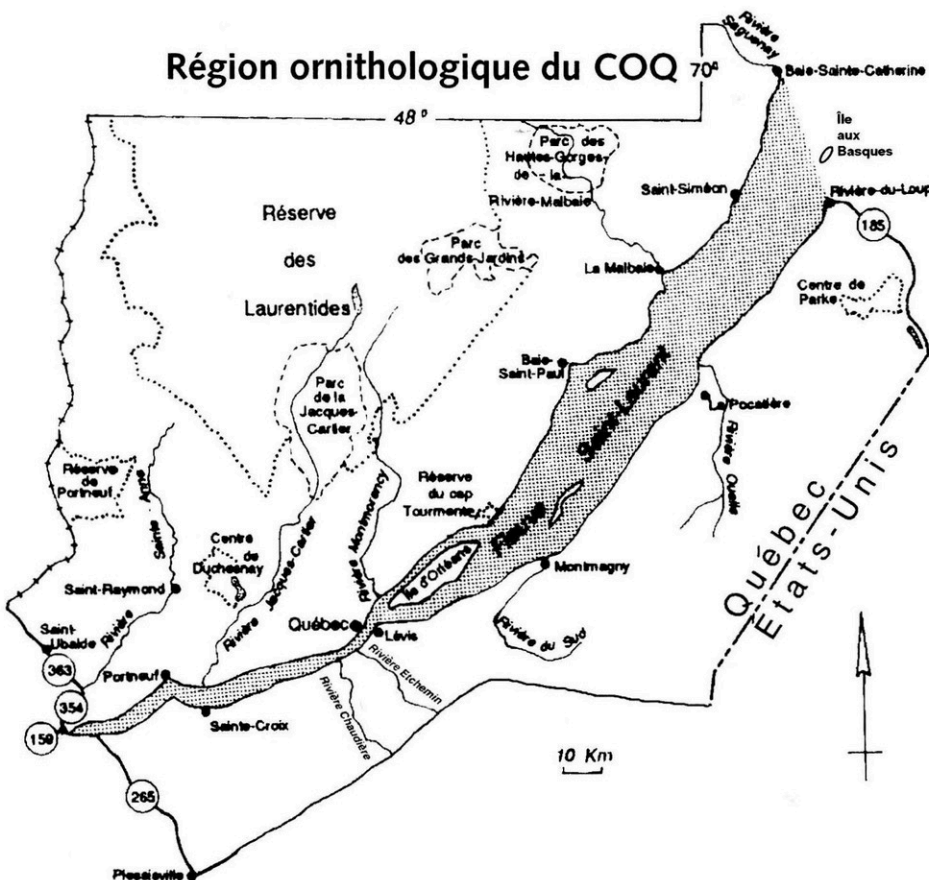 Région ornithologique du COQ
70º
Rivière
Saguenay
Baie-Sainte-Catherine
48º
Île
aux
Basques
Parc des
Hautes-Gorges-
de-la-
Rivière-Malbaie
Saint-Siméon
Rivière-du-Loup
185
Réserve
des
Laurentides
Parc
des Grands-Jardins
La Malbaie
Centre de
Parke
Baie-
Saint-Paul
Parc
de la
Jacques-
Cartier
La Pocatière
Rivière Ouelle
Fleuve Saint-Laurent
Réserve
de
Portneuf
Rivière Sainte Anne
Réserve
du cap
Tourmente
Rivière Montmorency
Centre
de
Duchesnay
Rivière Jacques-Cartier
Île d'Orléans
Québec
États-Unis
Saint-Raymond
Montmagny
Québec
Lévis
Rivière du Sud
Saint-
Ubalde
363
354
159
Portneuf
Sainte-Croix
Rivière Etchemin
Rivière Chaudière
10 Km
265
Plessisville